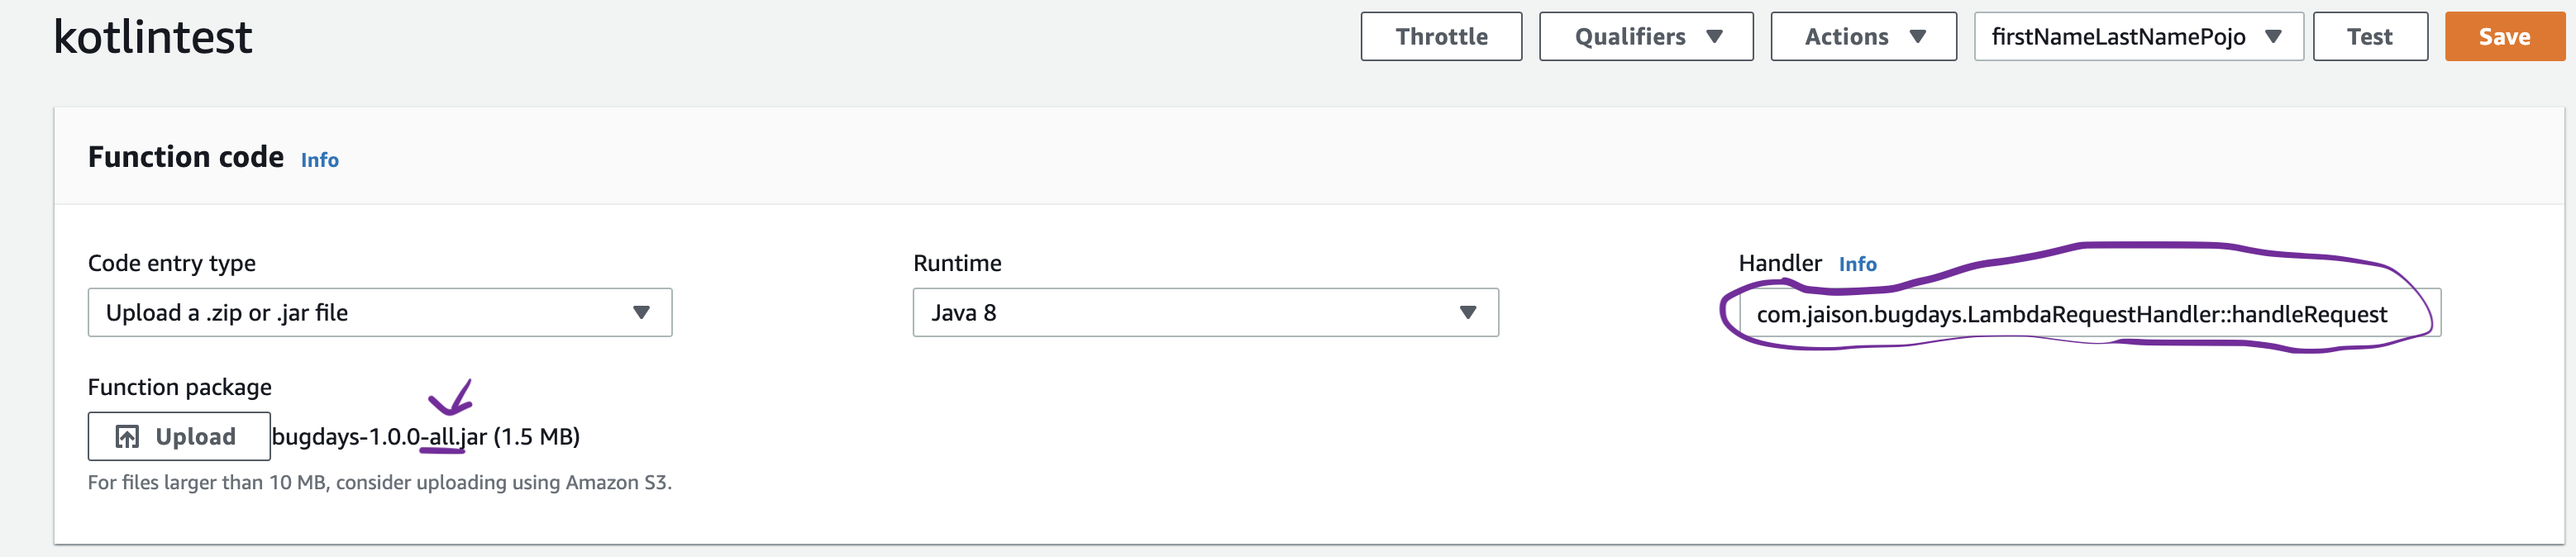 kotlintest
Throttle Qualifiers Actions firstNameLastNamePojo Test Save
Function code Info
Code entry type
Upload a .zip or .jar file
Runtime
Java 8
Handler Info
com.jaison.bugdays.LambdaRequestHandler::handleRequest
Function package
Upload bugdays-1.0.0-all.jar (1.5 MB)
For files larger than 10 MB, consider uploading using Amazon S3.